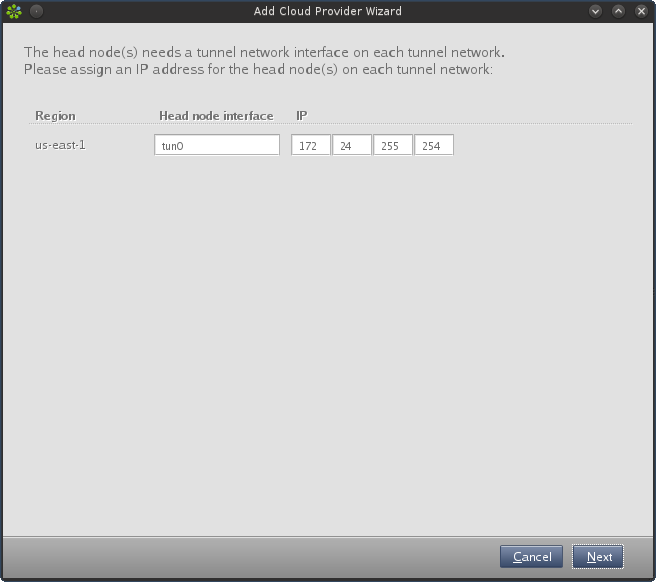 Add Cloud Provider Wizard
The head node(s) needs a tunnel network interface on each tunnel network.
Please assign an IP address for the head node(s) on each tunnel network:
Region Head node interface IP
us-east-1 tun0 172 24 255 254
Cancel Next